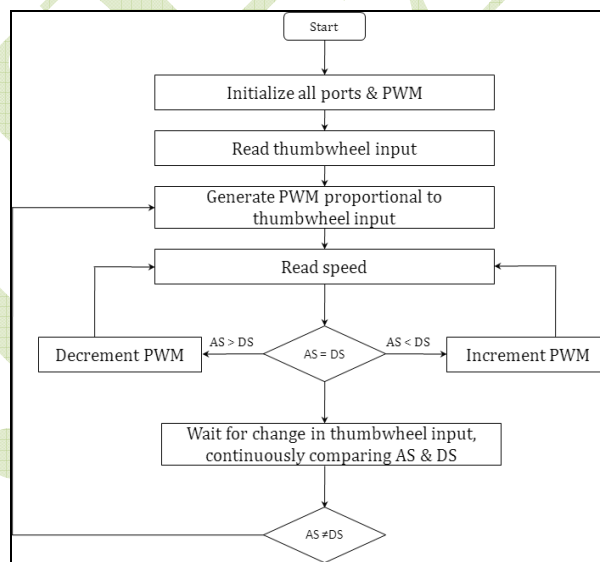 Start
Initialize all ports & PWM
Read thumbwheel input
Generate PWM proportional to
thumbwheel input
Read speed
AS > DS
AS < DS
Decrement PWM
AS = DS
Increment PWM
Wait for change in thumbwheel input,
continuously comparing AS & DS
AS ≠DS